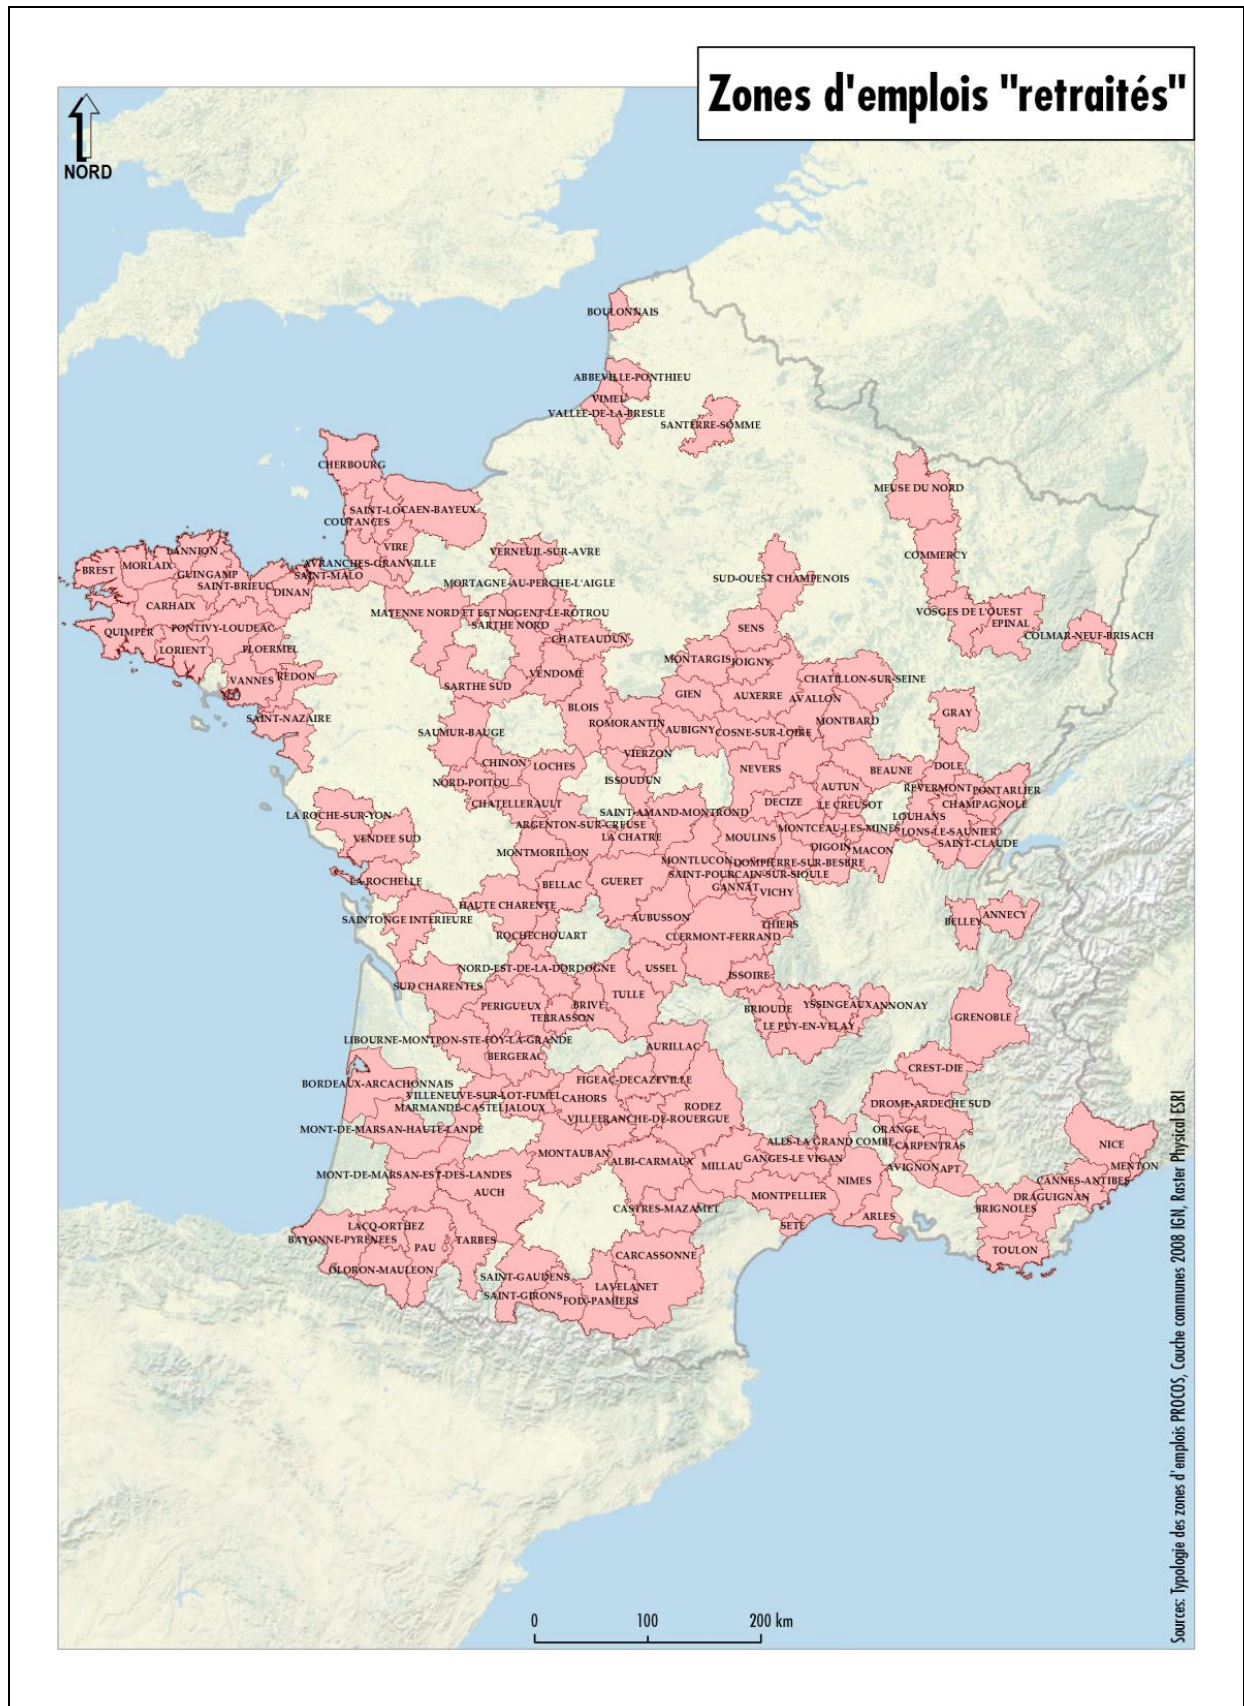 Zones d'emplois "retraités"
NORD
BOULONNAIS
ABBEVILLE-PONTHIEU
VIMEU
VALLEE-DE-LA-BRESLE
SANTERRE-SOMME
CHERBOURG
MEUSE DU NORD
SAINT-LO
CAEN-BAYEUX
COUTANCES
VIRE
VERNEUIL-SUR-AVRE
COMMERCY
LANNION
BREST
MORLAIX
AVRANCHES-GRANVILLE
GUINGAMP
SAINT-MALO
SAINT-BRIEUC
MORTAGNE-AU-PERCHE-L'AIGLE
SUD-OUEST CHAMPENOIS
DINAN
CARHAIX
MAYENNE NORD ET EST
NOGENT-LE-ROTROU
VOSGES DE L'OUEST
EPINAL
SARTHE NORD
QUIMPER
PONTIVY-LOUDEAC
SENS
COLMAR-NEUF-BRISACH
CHATEAUDUN
LORIENT
PLOERMEL
MONTARGIS
JOIGNY
VENDOME
REDON
VANNES
SARTHE SUD
CHATILLON-SUR-SEINE
GIEN
AUXERRE
AVALLON
BLOIS
GRAY
SAINT-NAZAIRE
ROMORANTIN
MONTBARD
SAUMUR-BAUGE
AUBIGNY
COSNE-SUR-LOIRE
VIERZON
CHINON
LOCHES
NEVERS
BEAUNE
DOLE
ISSOUDUN
NORD-POITOU
AUTUN
REVERMONT
PONTARLIER
CHATELLERAULT
DECIZE
LE CREUSOT
CHAMPAGNOLE
LA ROCHE-SUR-YON
SAINT-AMAND-MONTROND
LOUHANS
ARGENTON-SUR-CREUSE
MONTCEAU-LES-MINES
LONS-LE-SAUNIER
VENDEE SUD
LA CHATRE
MOULINS
SAINT-CLAUDE
DIGOIN
MACON
MONTMORILLON
MONTLUCON
DOMPIERRE-SUR-BESBRE
SAINT-POURCAIN-SUR-SIOULE
LA ROCHELLE
BELLAC
GUERET
GANNAT
VICHY
HAUTE CHARENTE
SAINTONGE INTERIEURE
AUBUSSON
ANNECY
BELLEY
THIERS
ROCHECHOUART
CLERMONT-FERRAND
NORD-EST-DE-LA-DORDOGNE
USSEL
ISSOIRE
SUD CHARENTES
TULLE
PERIGUEUX
BRIVE
YSSINGEAUX
ANNONAY
BRIOUDE
TERRASSON
GRENOBLE
LE PUY-EN-VELAY
LIBOURNE-MONTPON-STE-FOY-LA-GRANDE
AURILLAC
BERGERAC
CREST-DIE
FIGEAC-DECAZEVILLE
BORDEAUX-ARCACHONNAIS
VILLENEUVE-SUR-LOT-FUMEL
CAHORS
DROME-ARDECHE SUD
MARMANDE-CASTELJALOUX
RODEZ
VILLEFRANCHE-DE-ROUERGUE
MONT-DE-MARSAN-HAUTE-LANDE
ORANGE
ALES-LA GRAND COMBE
CARPENTRAS
NICE
MONTAUBAN
GANGES-LE VIGAN
ALBI-CARMAUX
MILLAU
AVIGNON
APT
MENTON
MONT-DE-MARSAN-EST-DES-LANDES
NIMES
CANNES-ANTIBES
AUCH
MONTPELLIER
DRAGUIGNAN
CASTRES-MAZAMET
BRIGNOLES
ARLES
LACQ-ORTHEZ
SETE
BAYONNE-PYRENEES
TARBES
PAU
TOULON
CARCASSONNE
OLORON-MAULEON
SAINT-GAUDENS
LAVELANET
SAINT-GIRONS
FOIX-PAMIERS
0 100 200 km
Sources: Typologie des zones d'emplois PROCOS, Couche communes 2008 IGN, Raster Physical ESRI